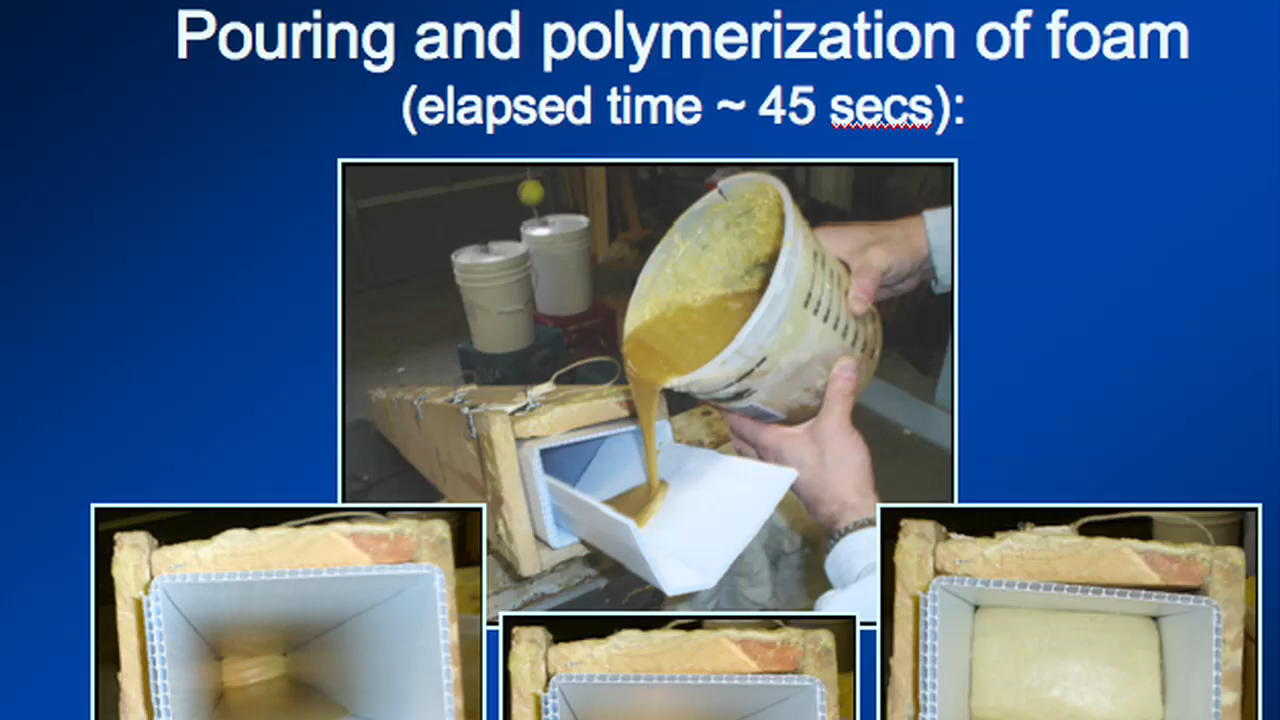 Pouring and polymerization of foam
(elapsed time ~ 45 secs):